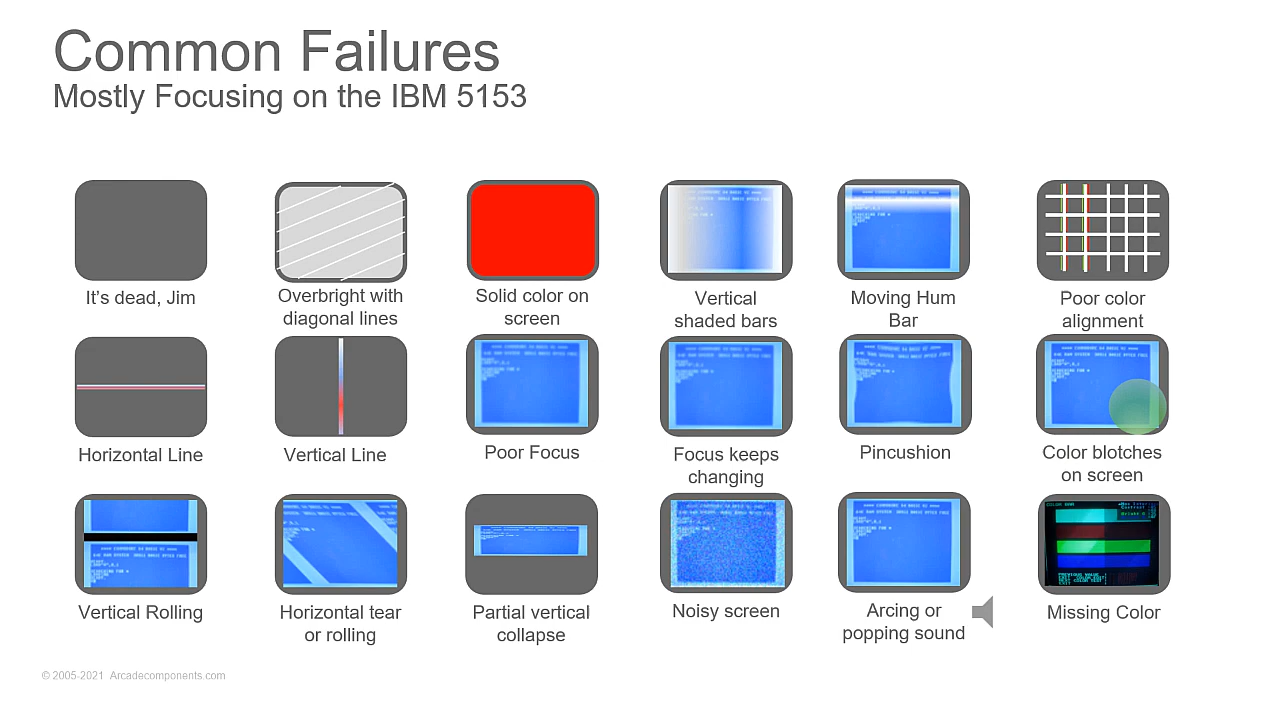 Common Failures
Mostly Focusing on the IBM 5153
It's dead, Jim
Overbright with
diagonal lines
Solid color on
screen
Vertical
shaded bars
Moving Hum
Bar
Poor color
alignment
Horizontal Line
Vertical Line
Poor Focus
Focus keeps
changing
Pincushion
Color blotches
on screen
Vertical Rolling
Horizontal tear
or rolling
Partial vertical
collapse
Noisy screen
Arcing or
popping sound
Missing Color
© 2005-2021 Arcadecomponents.com